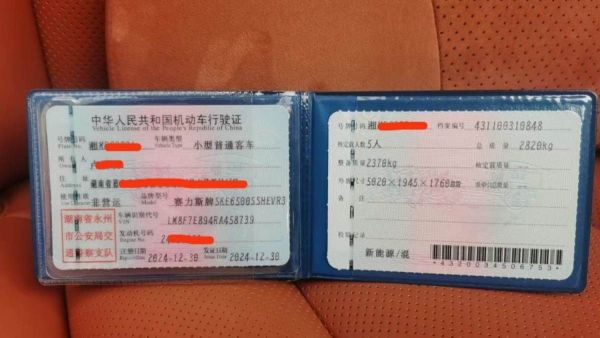 中华人民共和国机动车行驶证
Vehicle License of the People's Republic of China
号牌号码 湘 车辆类型 小型普通客车
Plate No. Vehicle Type
所有人
Owner
住址 湖南省
Address
使用性质 非营运 品牌型号 赛力斯牌SKE6500SSHEVR3
Model
湖南省永州 车辆识别代号 LM8F7E894RA458739
VIN
市公安局交 发动机号码
Engine No.
通警察支队 注册日期 2024-12-30 发证日期 2024-12-30
Register Date Issue Date
号牌号码 湘 档案编号 431100310848
核定载人数 5人 总质量 2820kg
整备质量 2370kg 核定载质量
外廓尺寸 5020×1945×1760mm 准牵引总质量
备注
检验记录
新能源/混
*4320003506753*